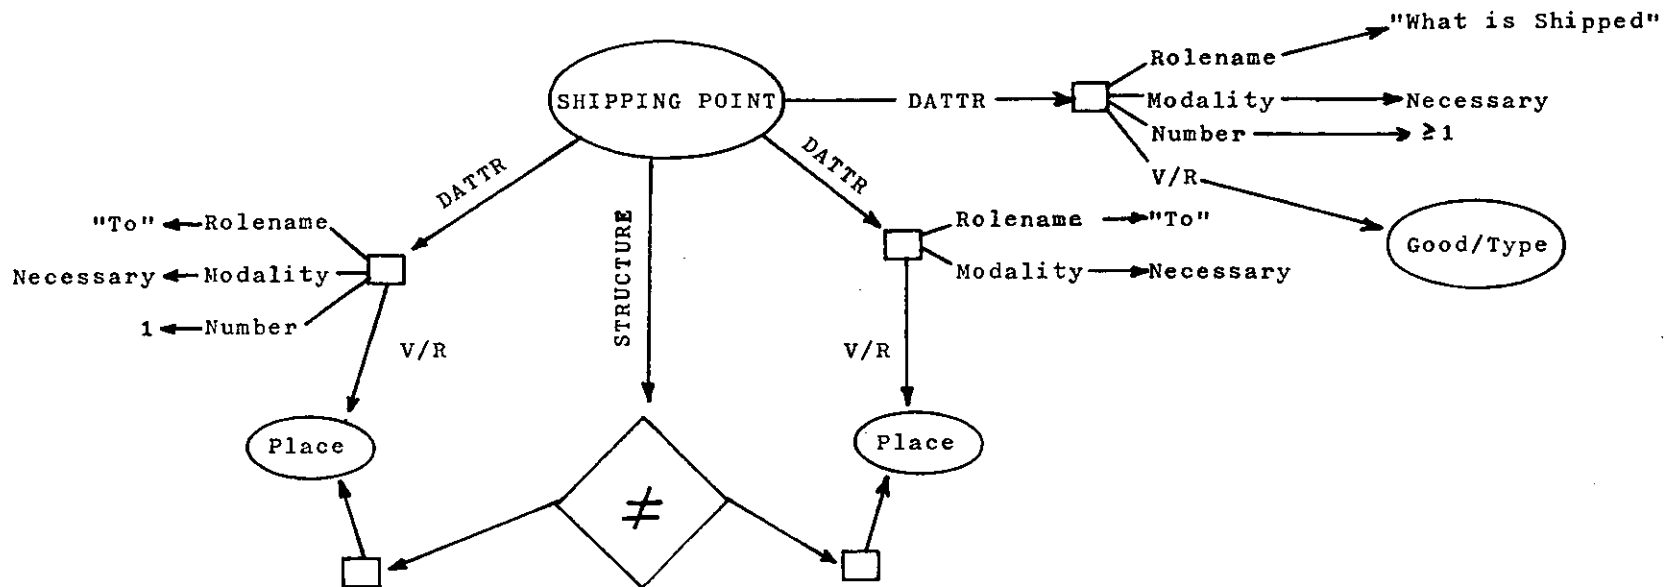 "What is Shipped"
Rolename
SHIPPING POINT
DATTR
Modality
Necessary
Number
≥1
V/R
Good/Type
DATTR
DATTR
STRUCTURE
"To"
Rolename
Necessary
Modality
1
Number
V/R
Rolename
"To"
Modality
Necessary
V/R
Place
Place
≠